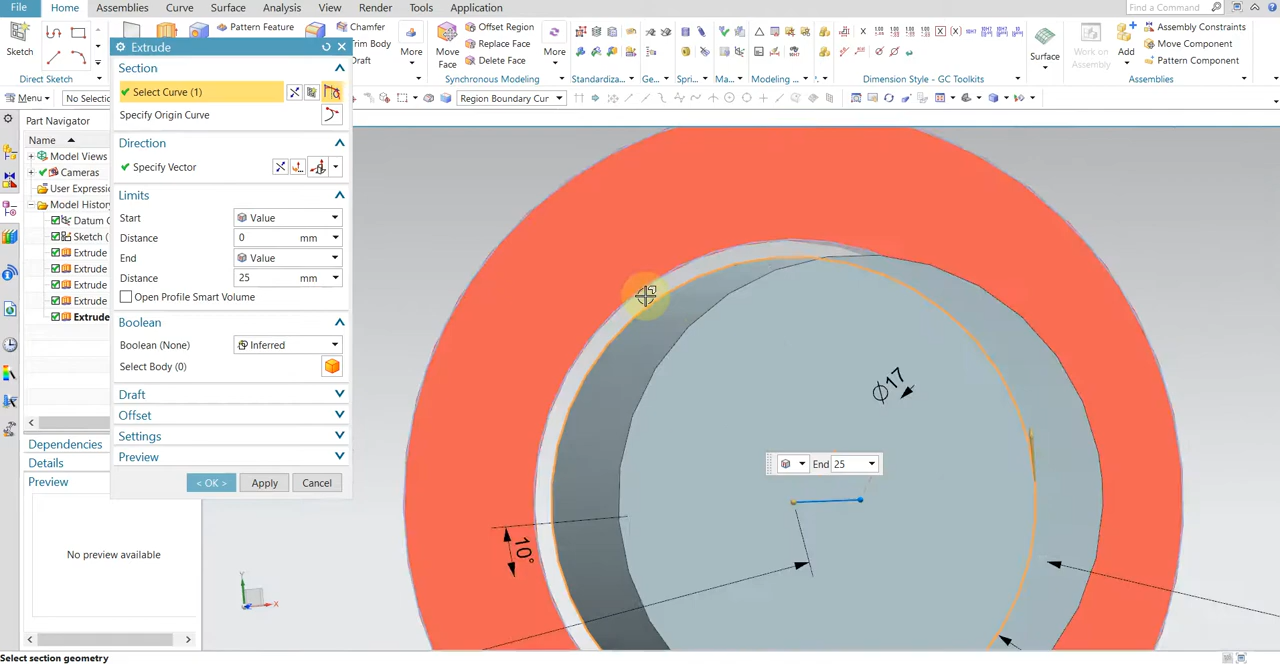 File Home Assemblies Curve Surface Analysis View Render Tools Application Find a Command
Sketch
Direct Sketch
Pattern Feature
Chamfer
Trim Body
Draft
More
Move Face
Offset Region
Replace Face
Delete Face
More
Synchronous Modeling
Standardiza...
Ge...
Spri...
Ma...
Modeling ...
Dimension Style - GC Toolkits
Surface
Work on Assembly
Add
Assembly Constraints
Move Component
Pattern Component
Assemblies
Menu
No Selectio
Region Boundary Cur
Part Navigator
Name
Model Views
Cameras
User Expressio
Model History
Datum C
Sketch (
Extrude
Extrude
Extrude
Extrude
Extrude
Dependencies
Details
Preview
No preview available
Extrude
Section
Select Curve (1)
Specify Origin Curve
Direction
Specify Vector
Limits
Start Value
Distance 0 mm
End Value
Distance 25 mm
Open Profile Smart Volume
Boolean
Boolean (None) Inferred
Select Body (0)
Draft
Offset
Settings
Preview
< OK > Apply Cancel
∅17
End 25
10°
Y
X
Select section geometry